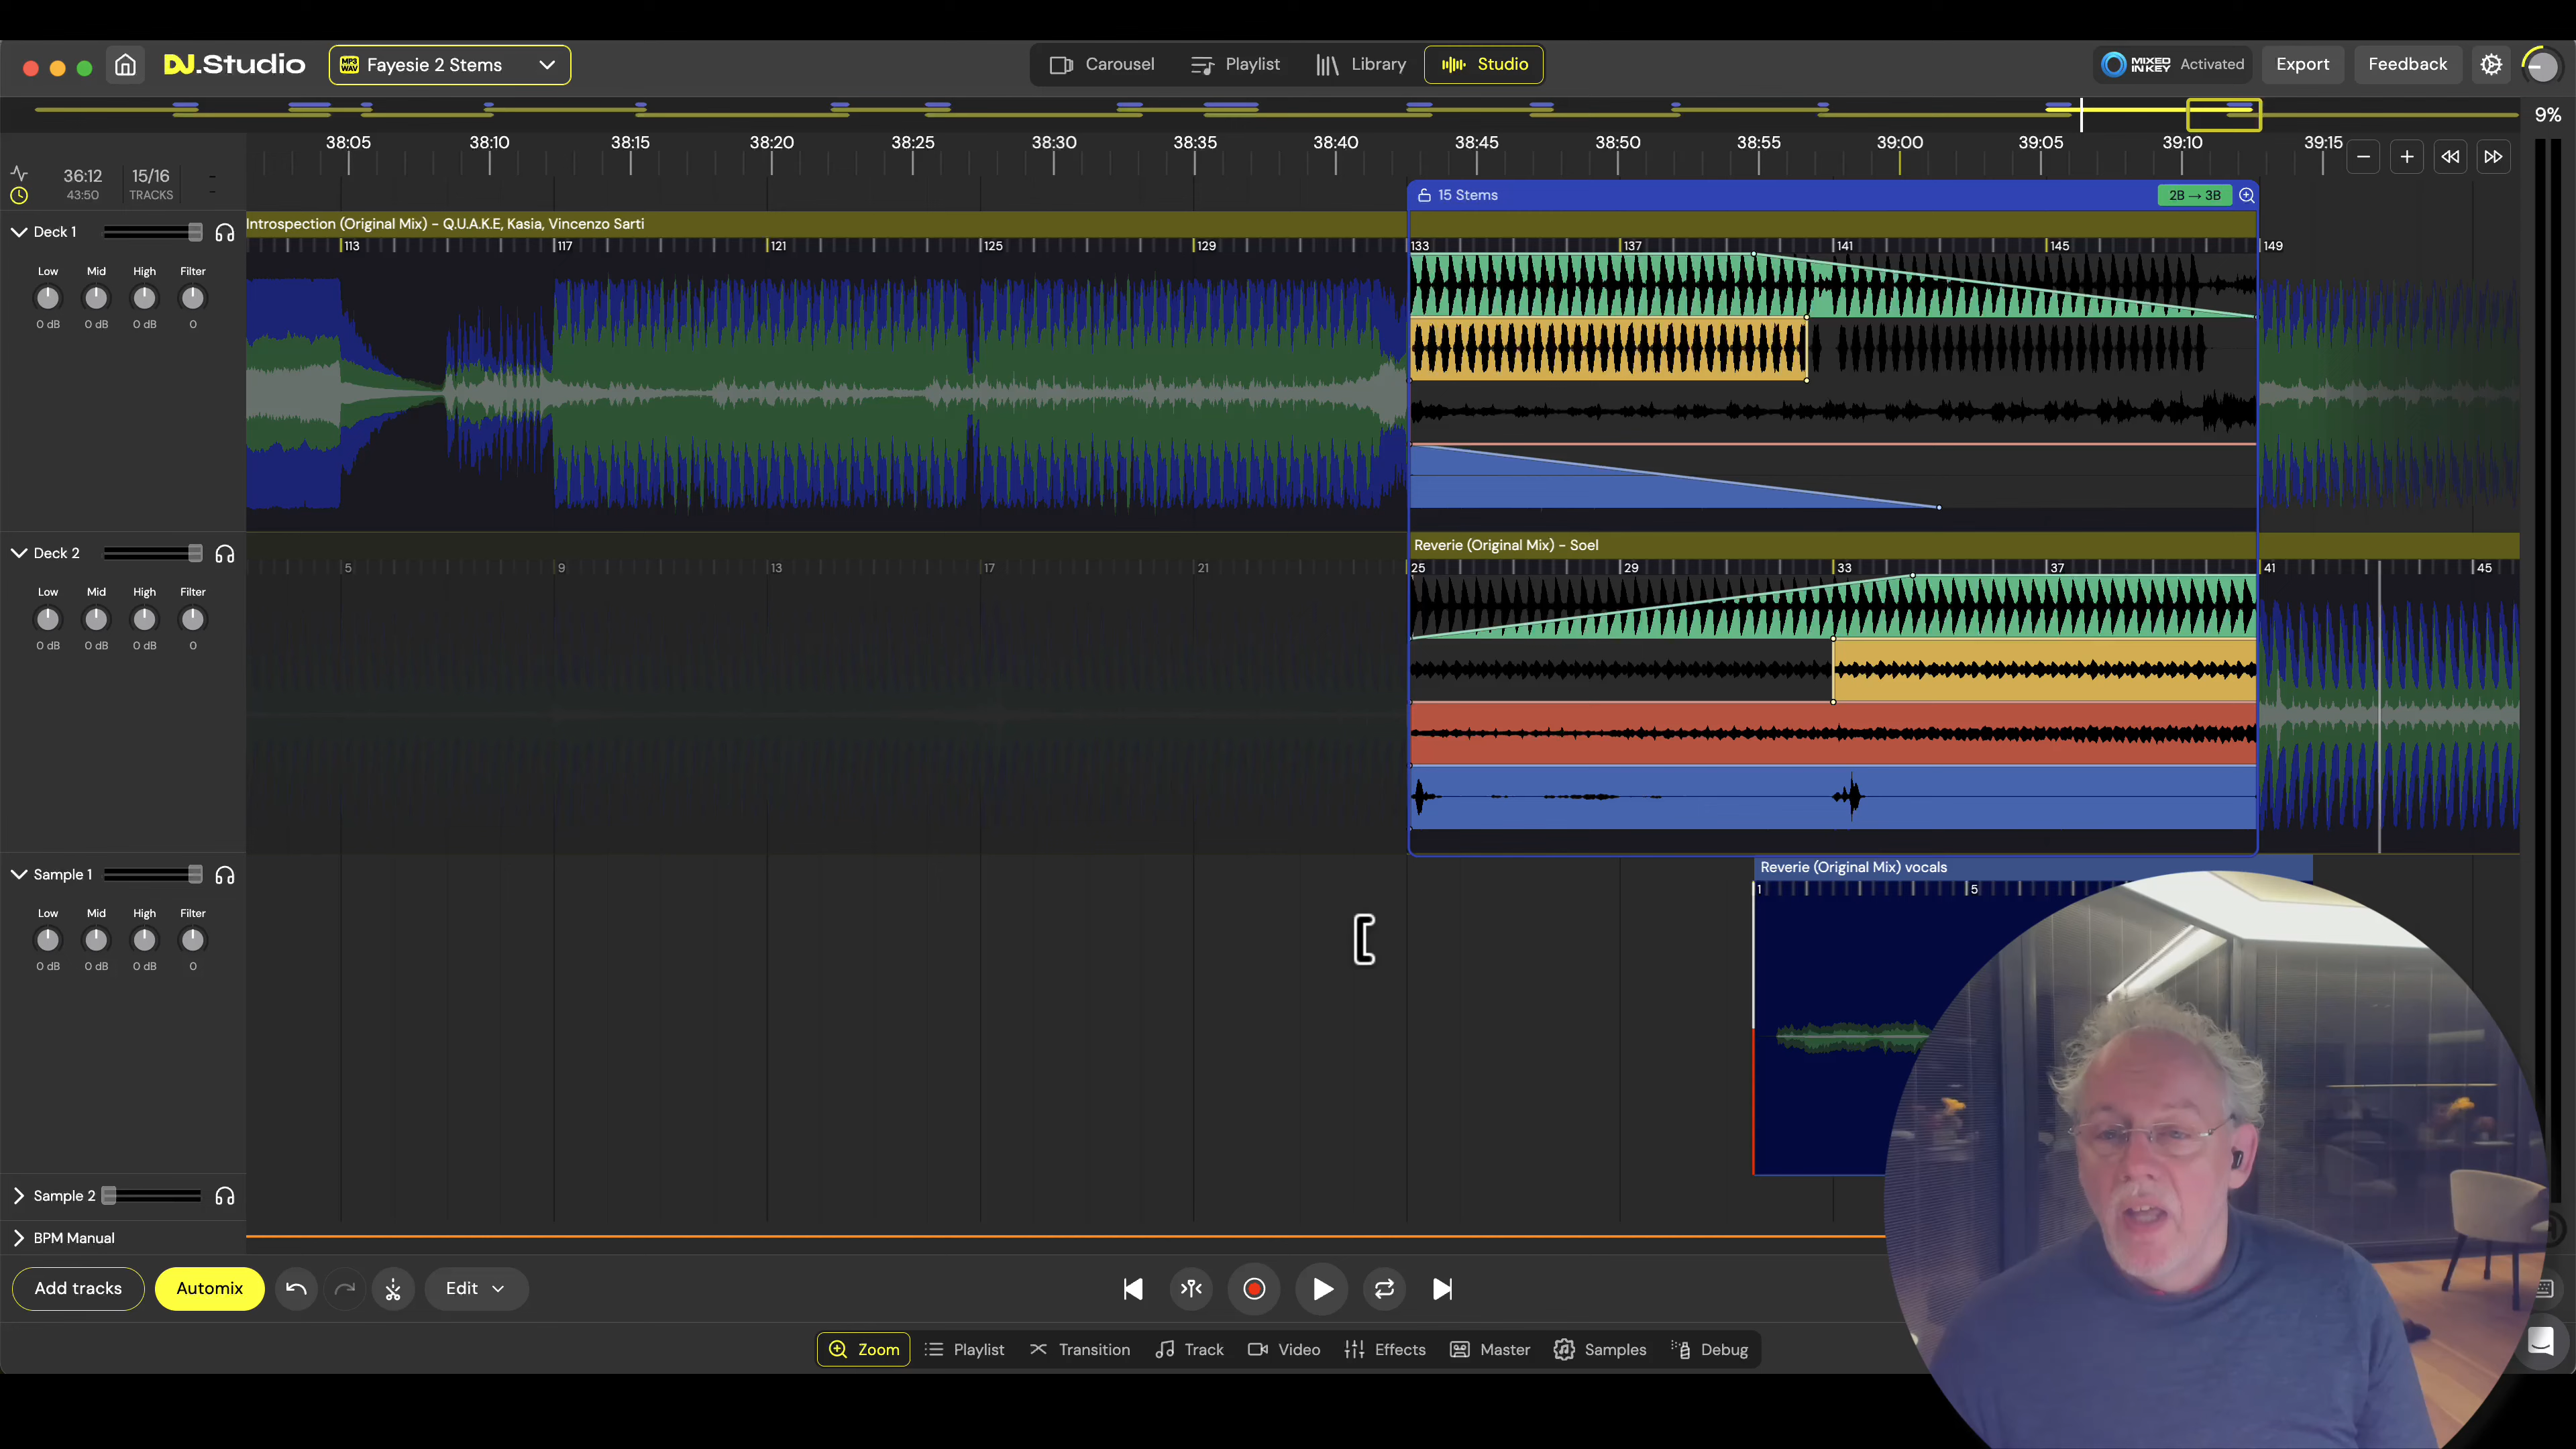 DJ.Studio
MP3 WAV
Fayesie 2 Stems
Carousel
Playlist
Library
Studio
MIXED IN KEY
Activated
Export
Feedback
9%
38:05
38:10
38:15
38:20
38:25
38:30
38:35
38:40
38:45
38:50
38:55
39:00
39:05
39:10
39:15
36:12
43:50
15/16
TRACKS
-
-
15 Stems
2B → 3B
Deck 1
Low
Mid
High
Filter
0 dB
0 dB
0 dB
0
Introspection (Original Mix) - Q.U.A.K.E, Kasia, Vincenzo Sarti
113
117
121
125
129
133
137
141
145
149
Deck 2
Low
Mid
High
Filter
0 dB
0 dB
0 dB
0
Reverie (Original Mix) - Soel
5
9
13
17
21
25
29
33
37
41
45
Sample 1
Low
Mid
High
Filter
0 dB
0 dB
0 dB
0
Reverie (Original Mix) vocals
1
5
Sample 2
BPM Manual
Add tracks
Automix
Edit
Zoom
Playlist
Transition
Track
Video
Effects
Master
Samples
Debug